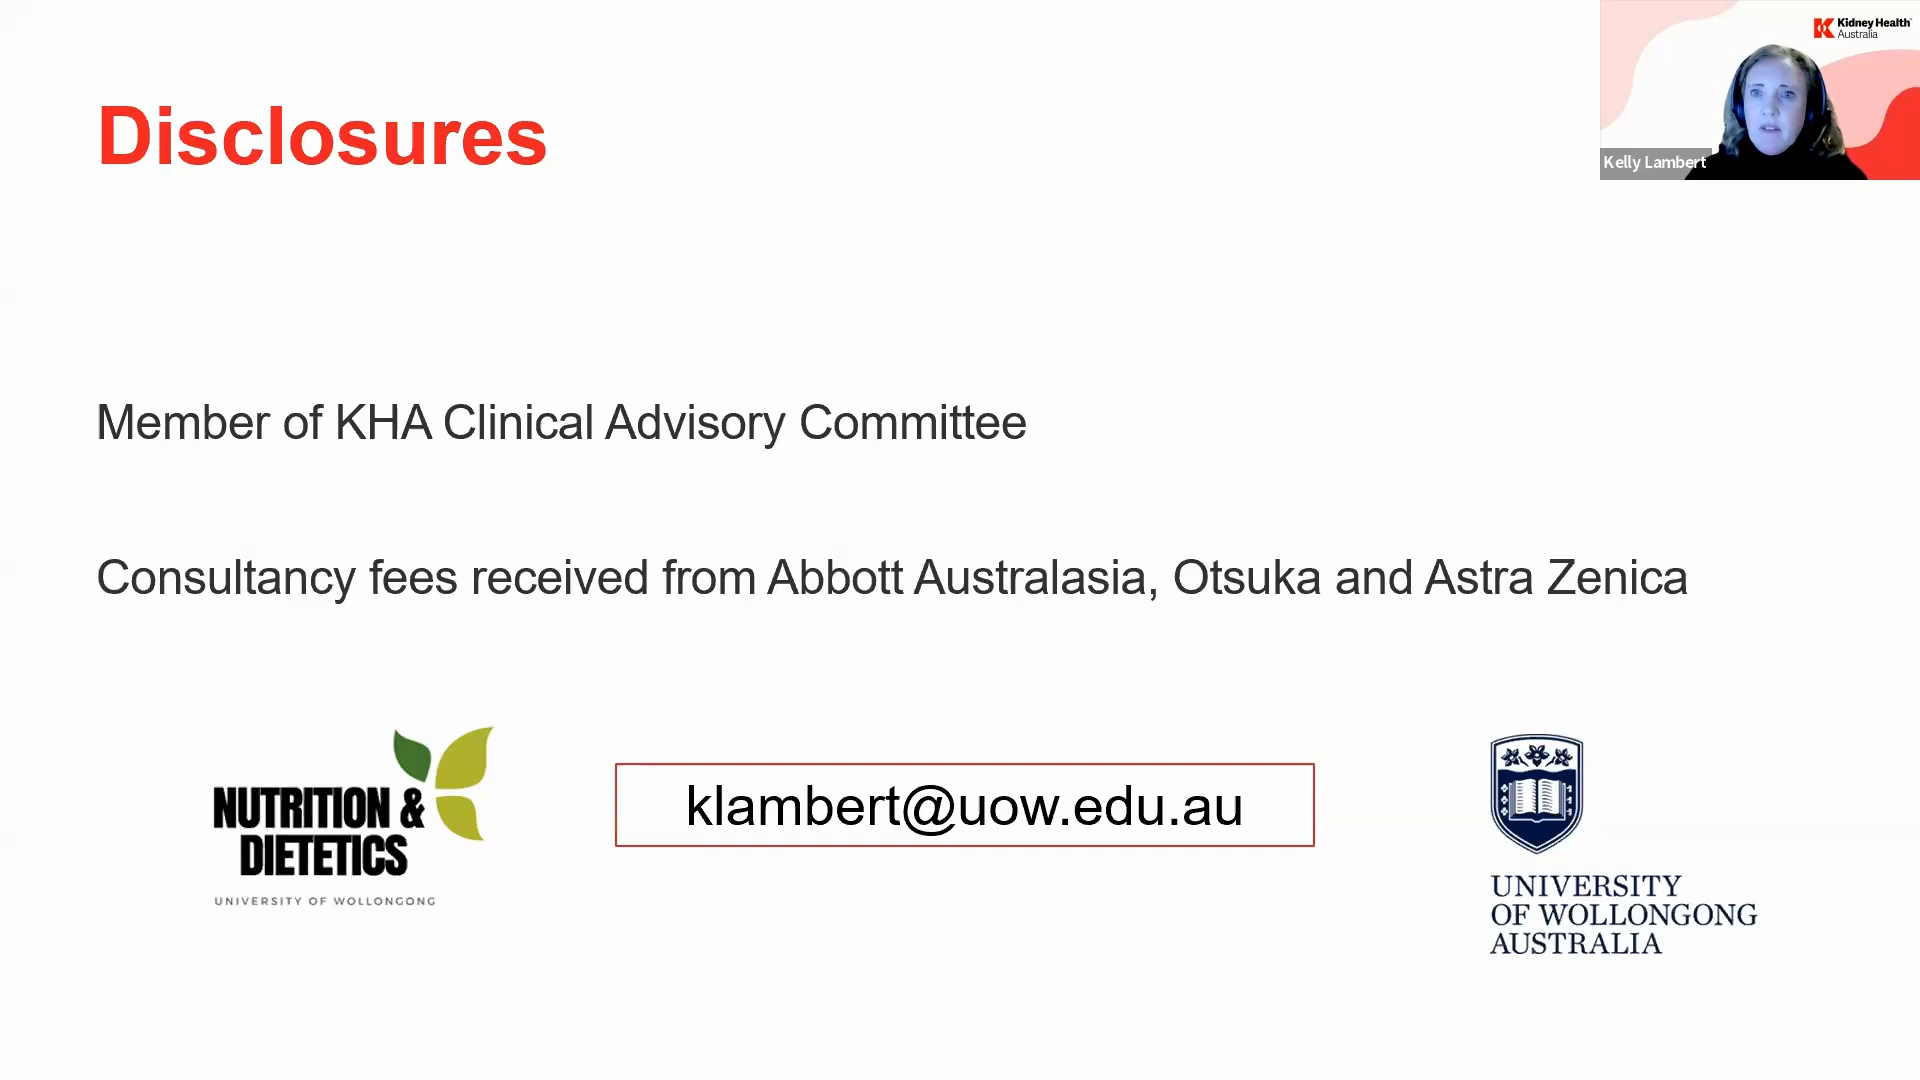 Kidney Health
Australia
Disclosures
Kelly Lambert
Member of KHA Clinical Advisory Committee
Consultancy fees received from Abbott Australasia, Otsuka and Astra Zenica
NUTRITION &
DIETETICS
UNIVERSITY OF WOLLONGONG
klambert@uow.edu.au
UNIVERSITY
OF WOLLONGONG
AUSTRALIA